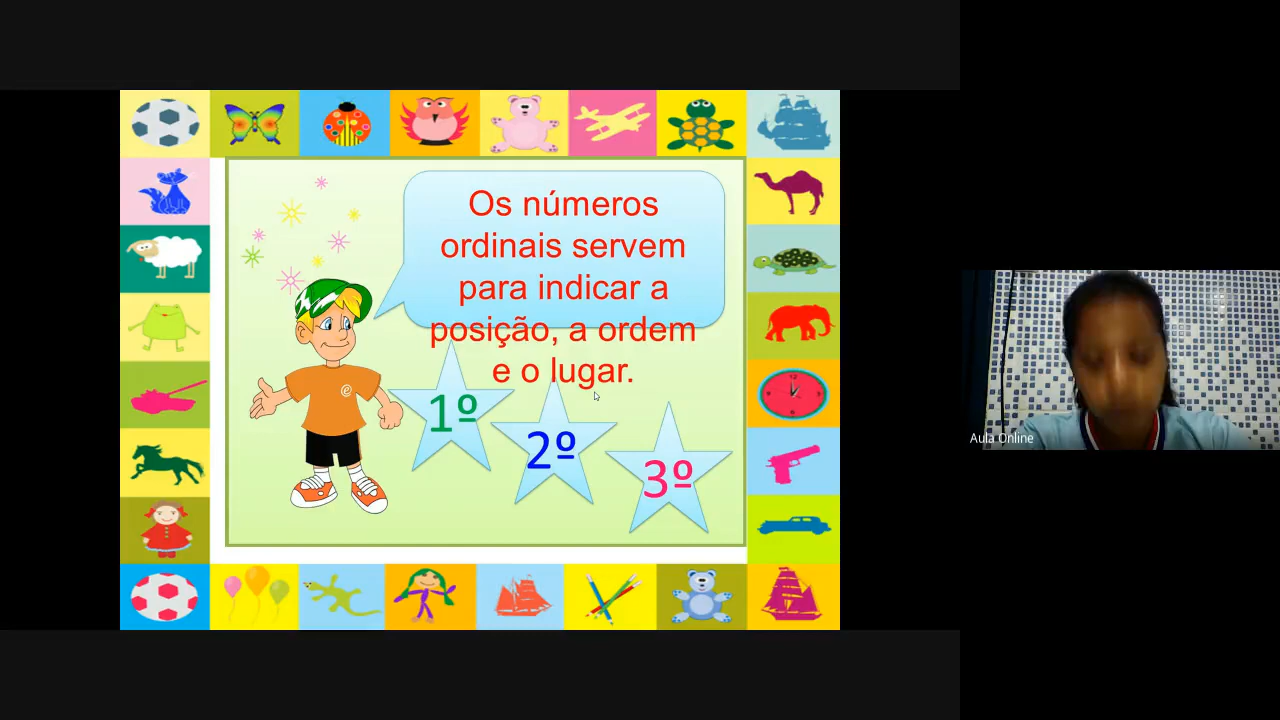 Os números
ordinais servem
para indicar a
posição, a ordem
e o lugar.
1º
2º
3º
Aula Online